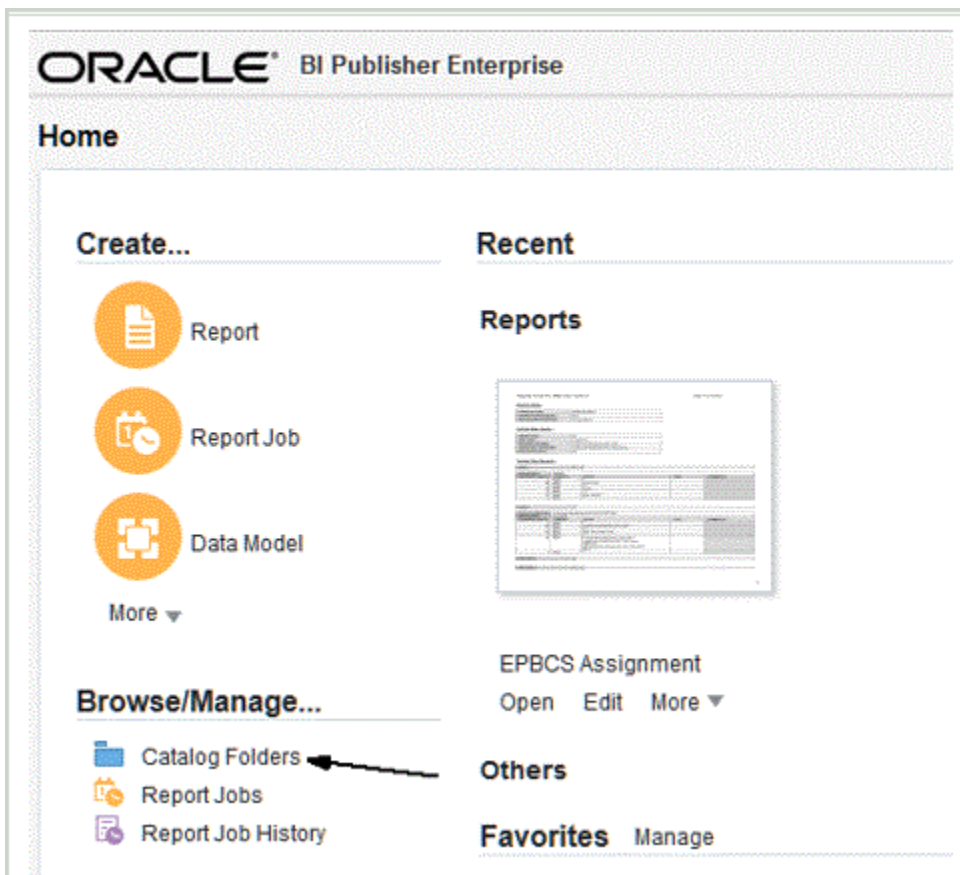 ORACLE® BI Publisher Enterprise
Home
Create...
Report
Report Job
Data Model
More
Browse/Manage...
Catalog Folders
Report Jobs
Report Job History
Recent
Reports
EPBCS Assignment
Open Edit More
Others
Favorites Manage